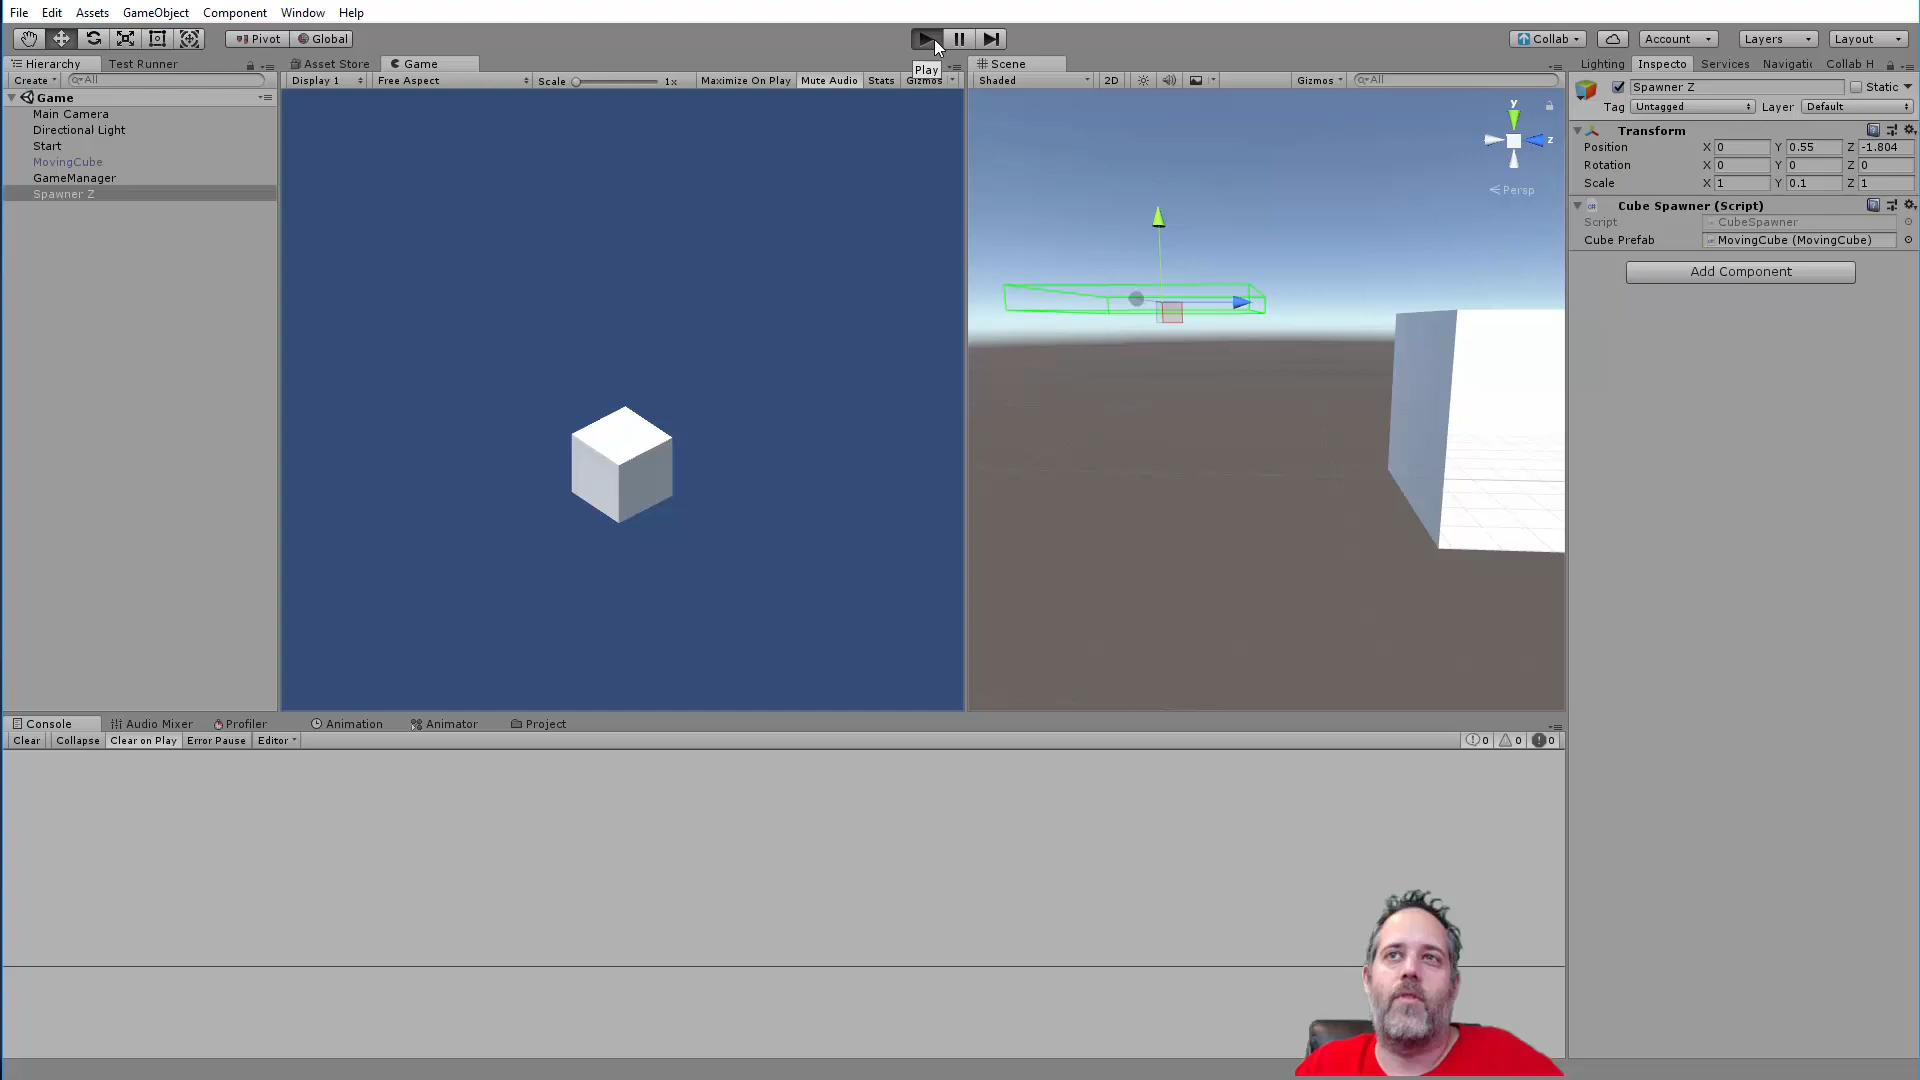 File Edit Assets GameObject Component Window Help
Pivot Global
Collab Account Layers Layout
Play
Hierarchy Test Runner
Create All
Game
Main Camera
Directional Light
Start
MovingCube
GameManager
Spawner Z
Asset Store Game
Display 1 Free Aspect Scale 1x Maximize On Play Mute Audio Stats Gizmos
Scene
Shaded 2D Gizmos All
y
z
Persp
Lighting Inspecto Services Navigatic Collab H
Spawner Z Static
Tag Untagged Layer Default
Transform
Position X 0 Y 0.55 Z -1.804
Rotation X 0 Y 0 Z 0
Scale X 1 Y 0.1 Z 1
Cube Spawner (Script)
Script CubeSpawner
Cube Prefab MovingCube (MovingCube)
Add Component
Console Audio Mixer Profiler Animation Animator Project
Clear Collapse Clear on Play Error Pause Editor 0 0 0